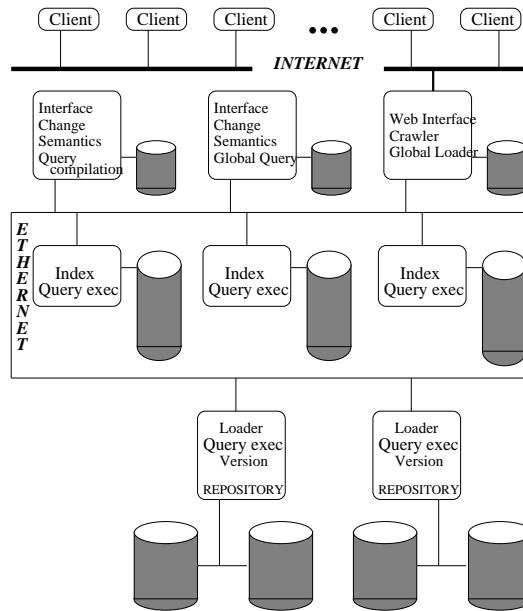 Client Client Client ••• Client Client
INTERNET
Interface
Change
Semantics
Query
compilation
Interface
Change
Semantics
Global Query
Web Interface
Crawler
Global Loader
ETHERNET
Index
Query exec
Index
Query exec
Index
Query exec
Loader
Query exec
Version
REPOSITORY
Loader
Query exec
Version
REPOSITORY